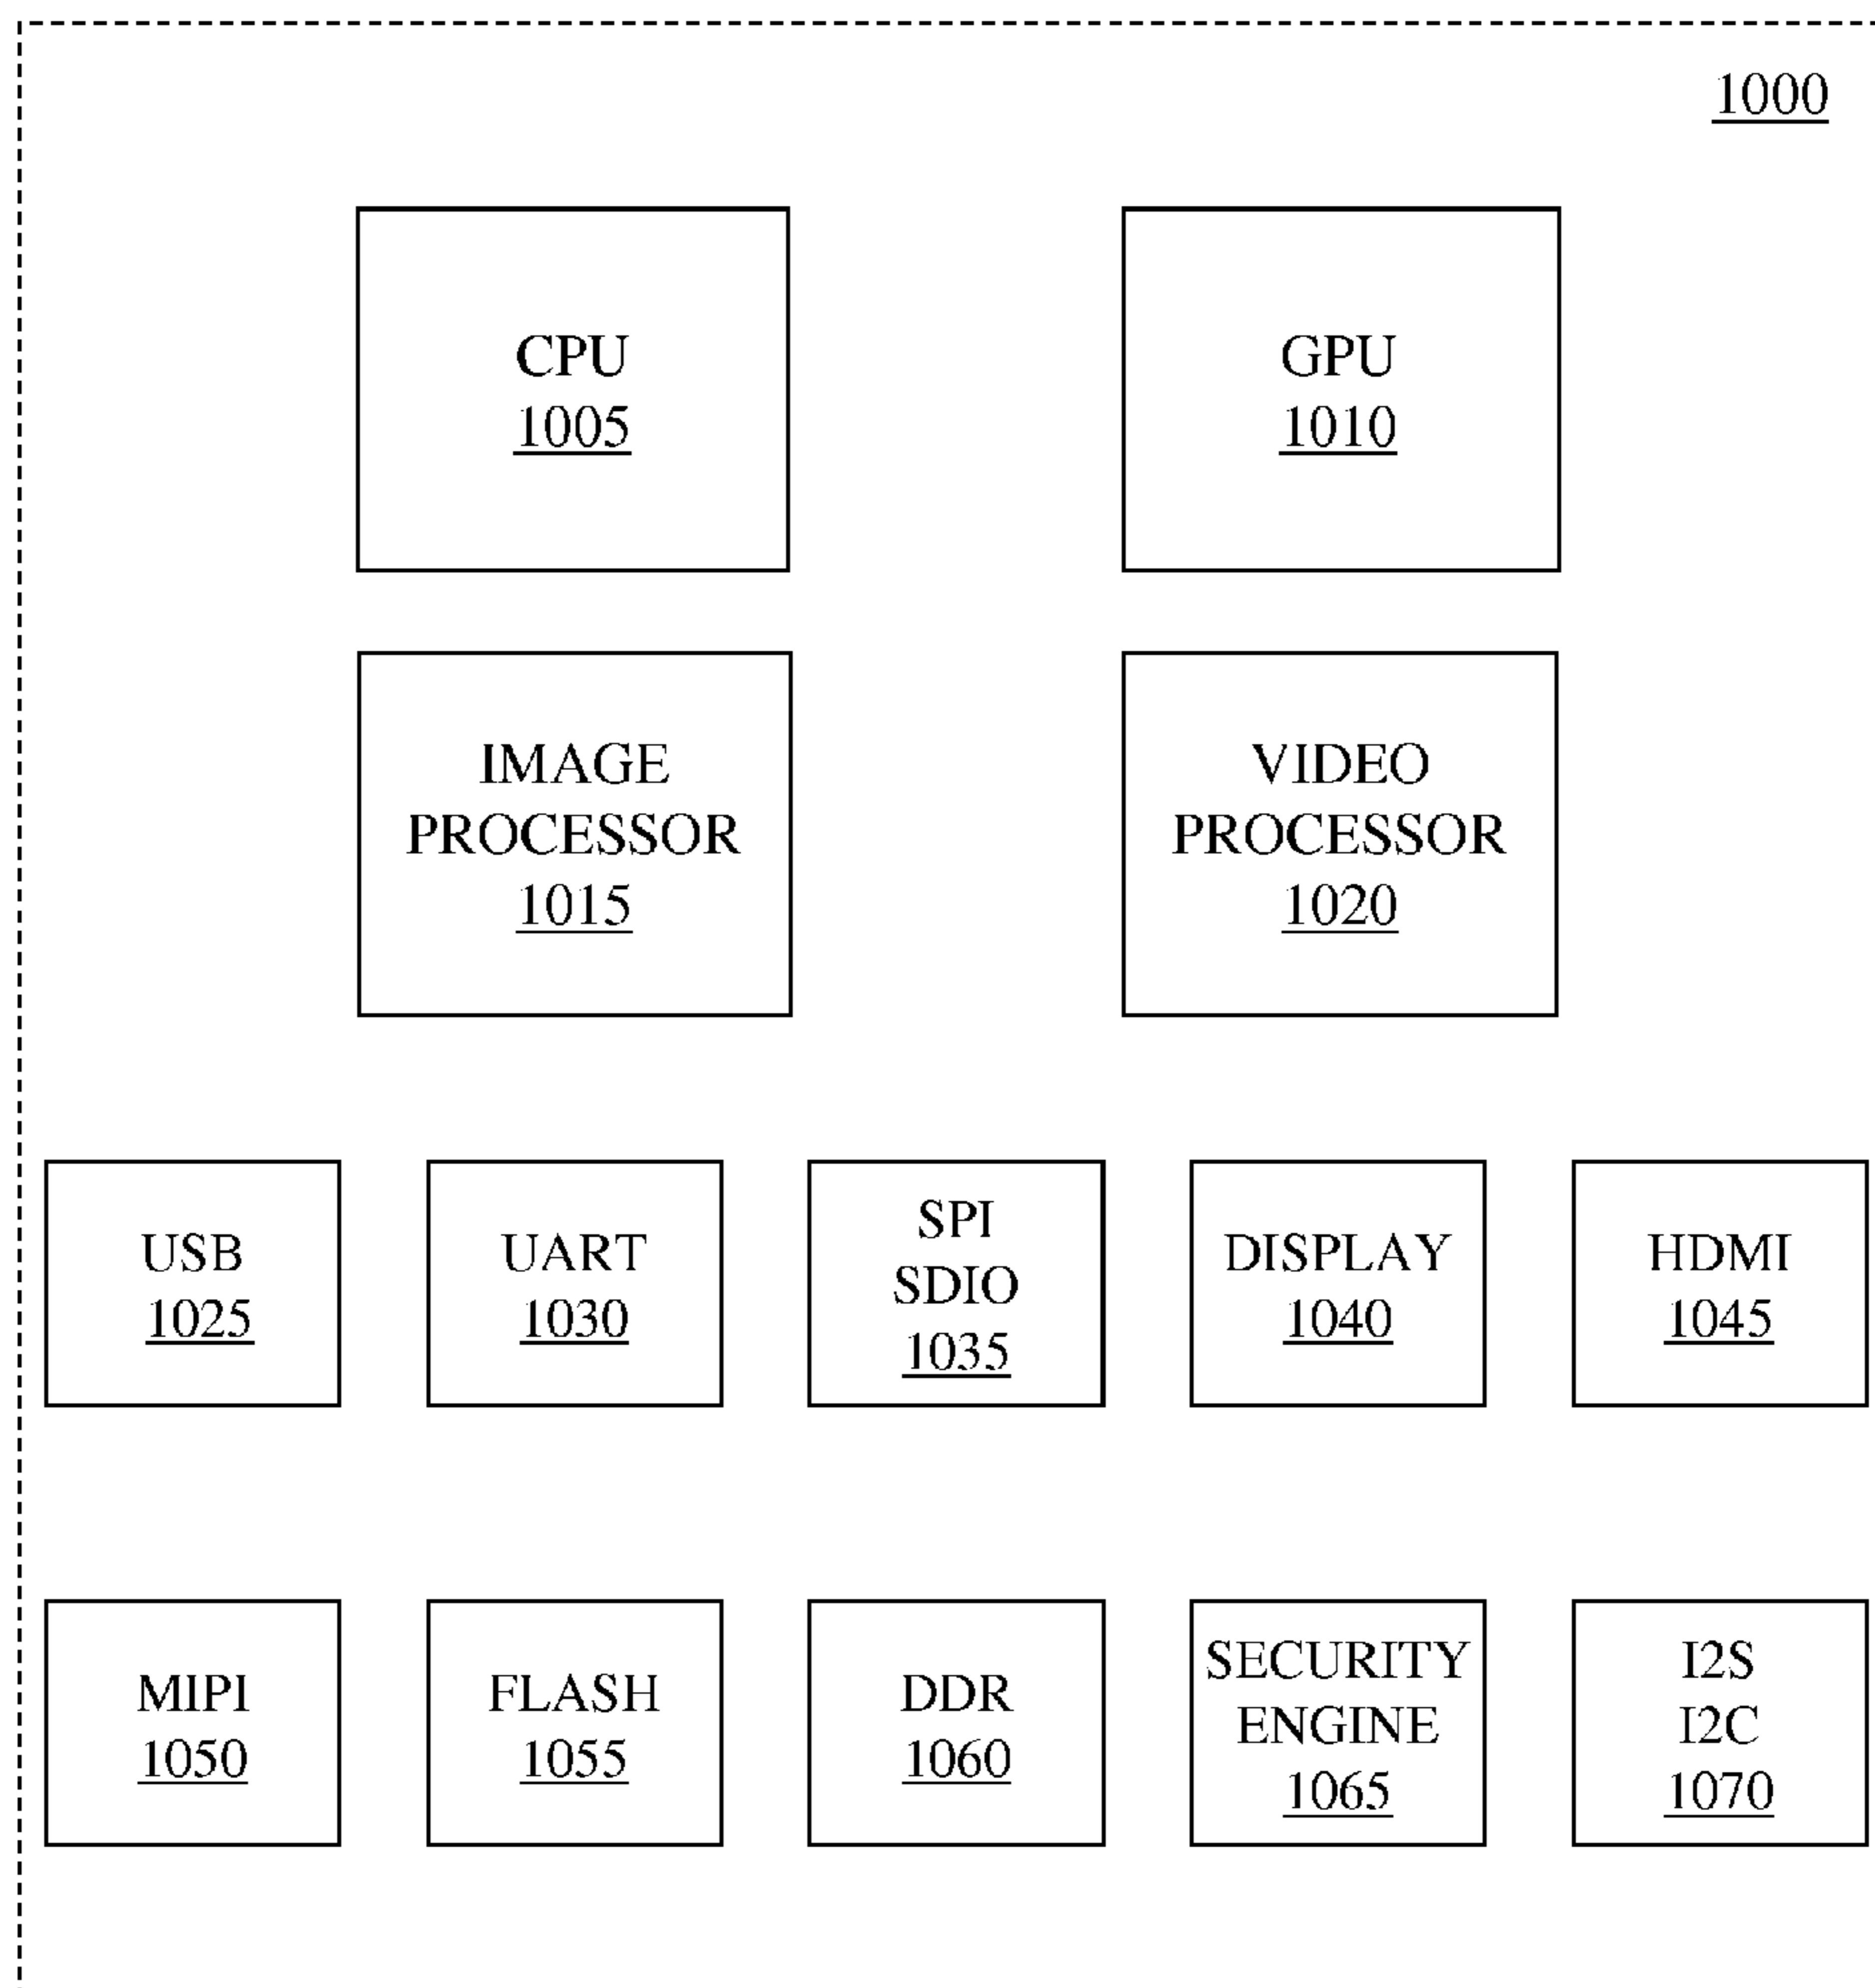 1000
CPU
1005
GPU
1010
IMAGE
PROCESSOR
1015
VIDEO
PROCESSOR
1020
USB
1025
UART
1030
SPI
SDIO
1035
DISPLAY
1040
HDMI
1045
MIPI
1050
FLASH
1055
DDR
1060
SECURITY
ENGINE
1065
I2S
I2C
1070